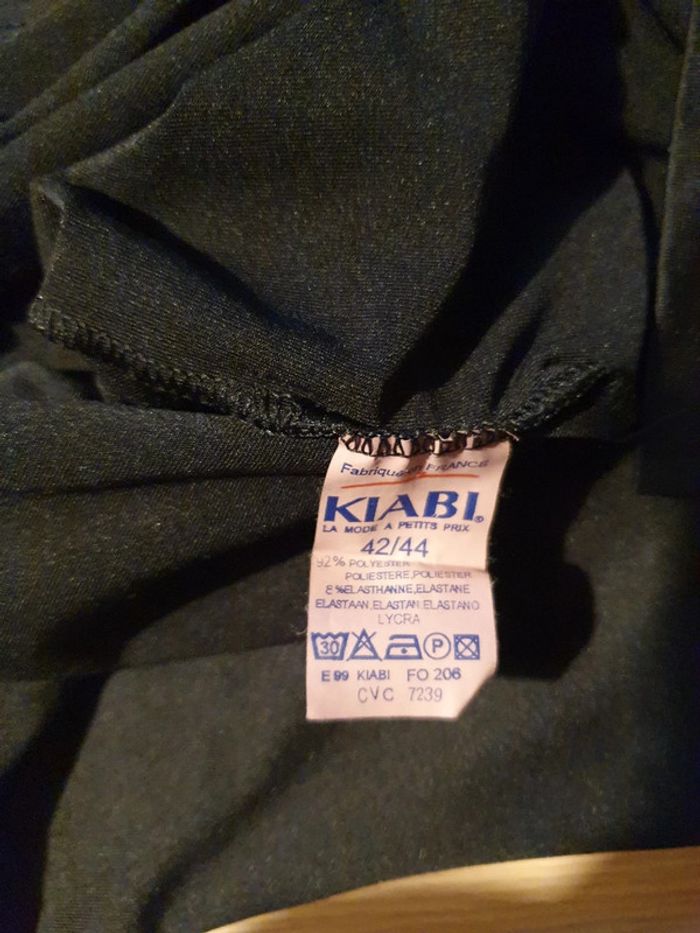 Fabriqué en FRANCE
KIABI®
LA MODE A PETITS PRIX
42/44
92% POLYESTER
POLIESTERE,POLIESTER
8 %ELASTHANNE,ELASTANE
ELASTAAN,ELASTAN,ELASTANO
LYCRA
30 P
E 99 KIABI FO 206
CVC 7239